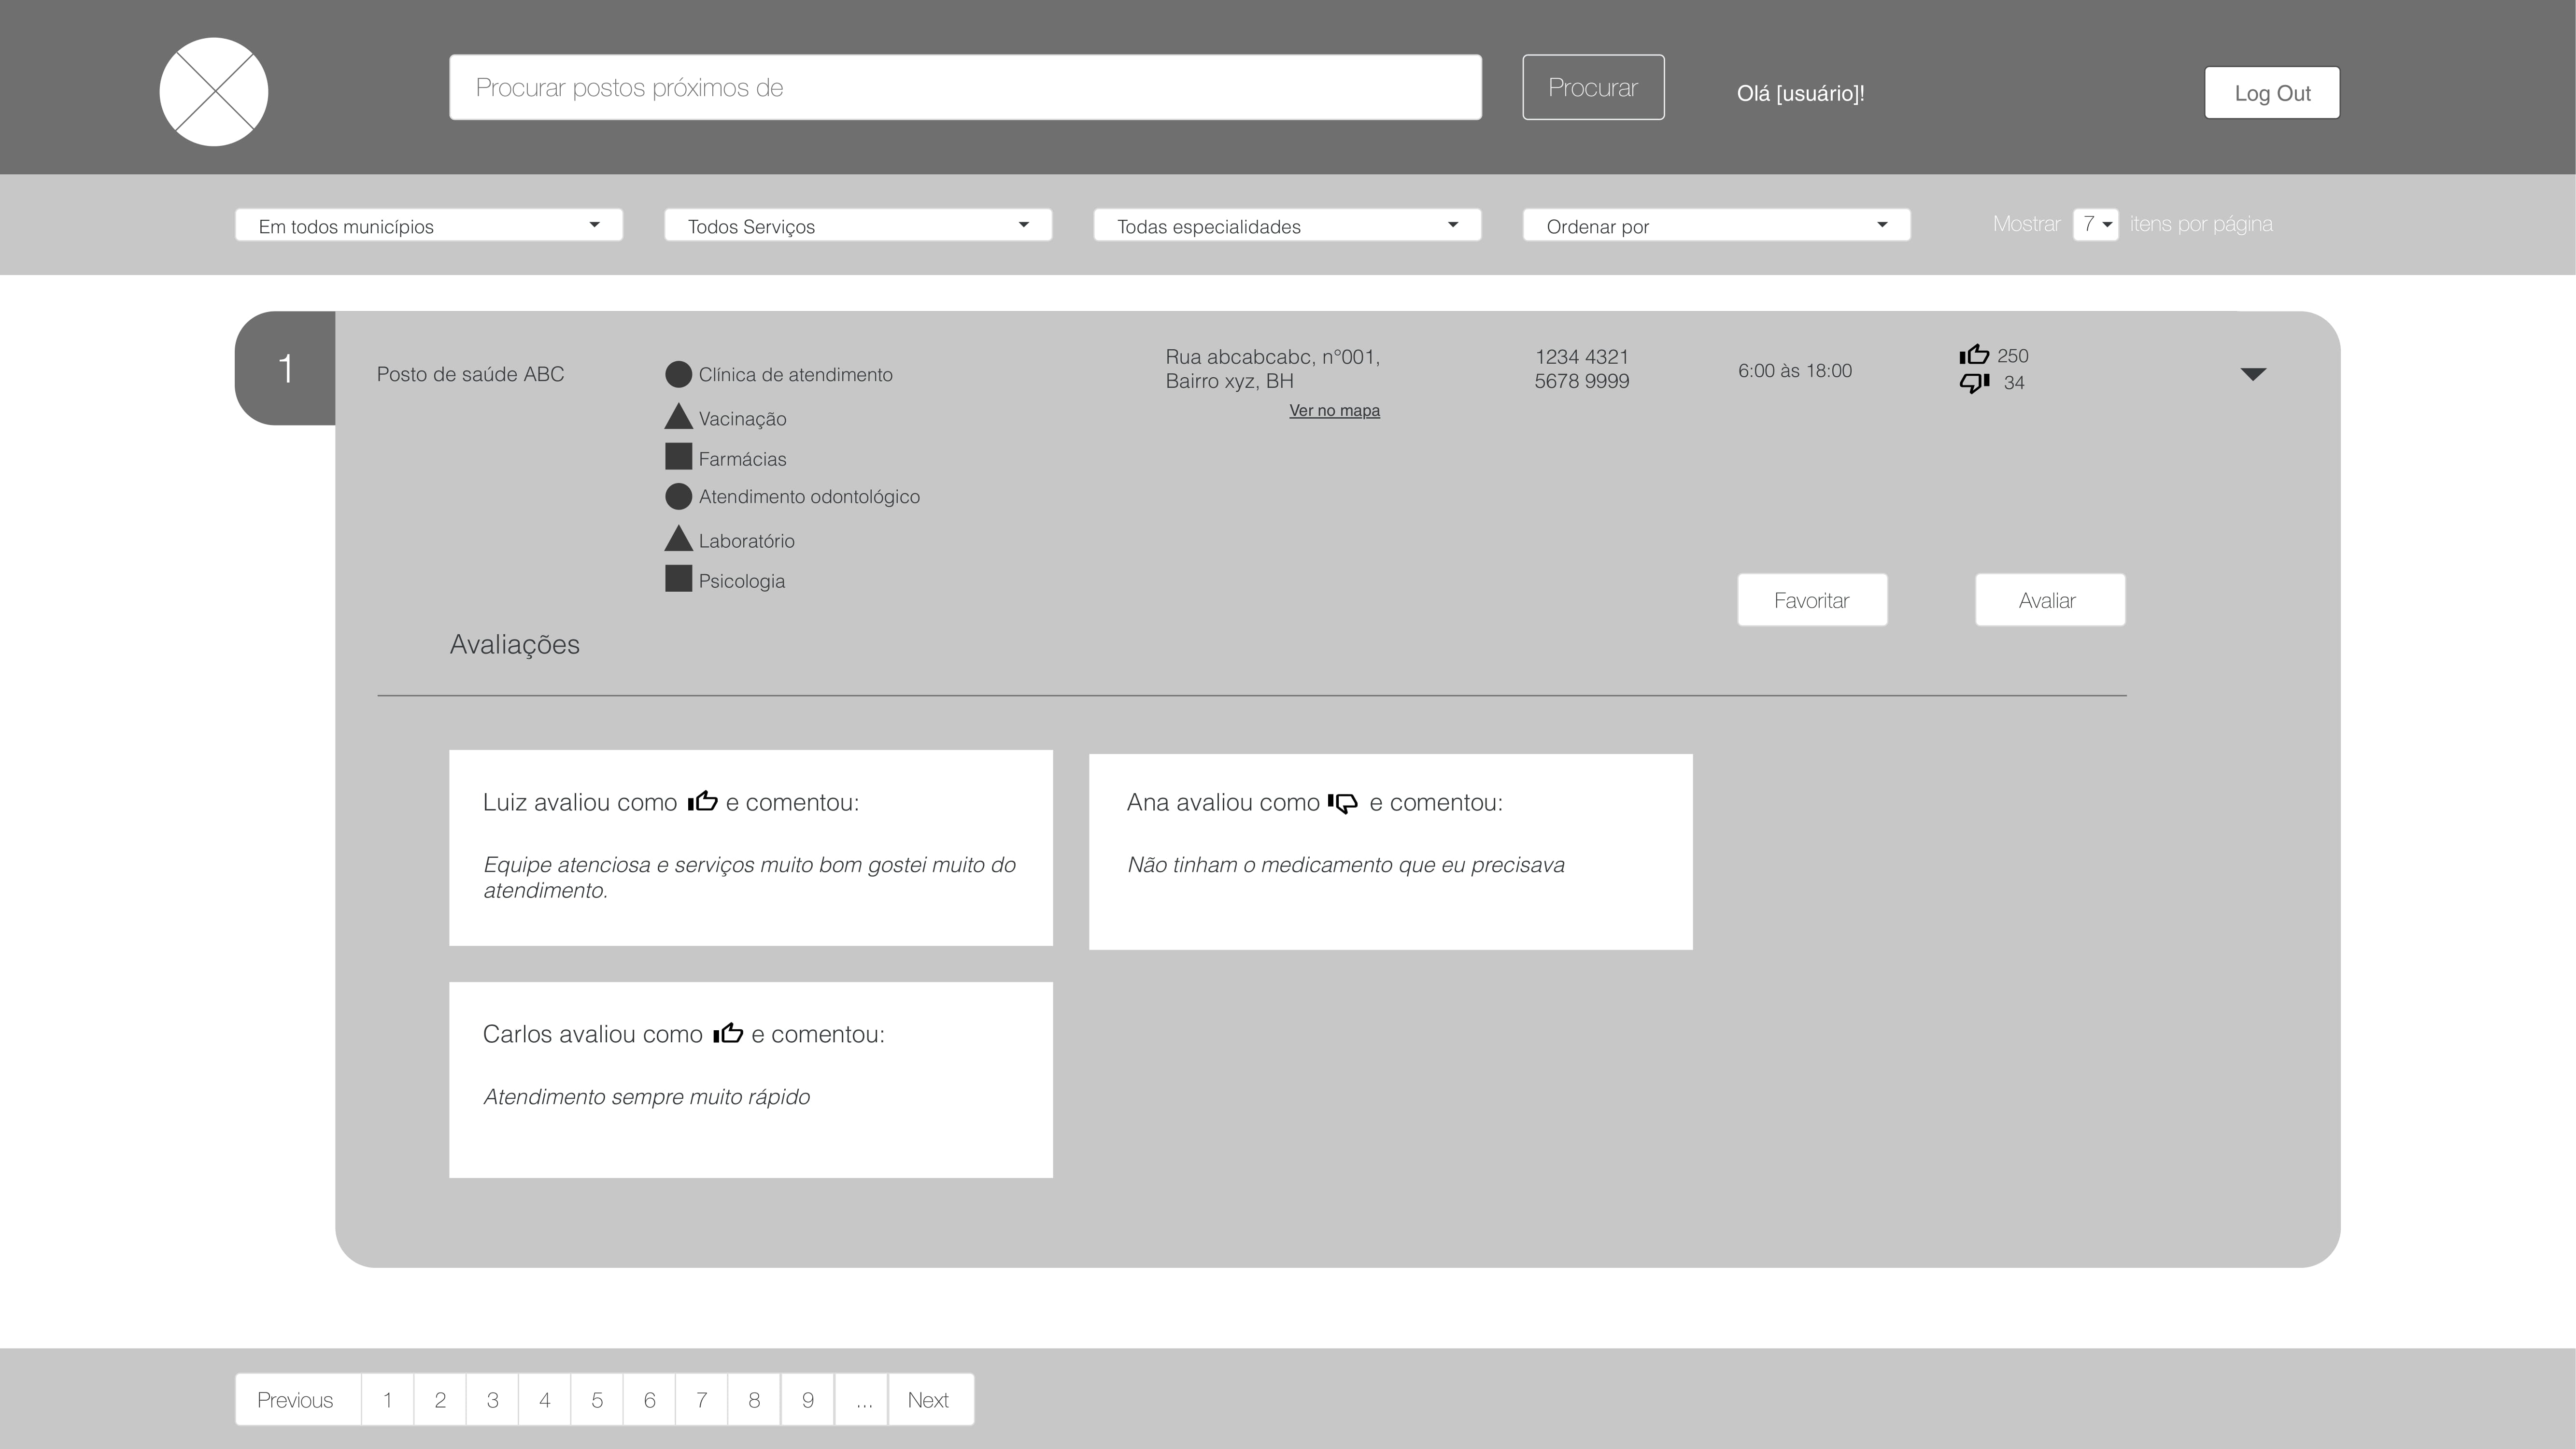 Procurar postos próximos de
Procurar
Olá [usuário]!
Log Out
Em todos municípios
Todos Serviços
Todas especialidades
Ordenar por
Mostrar 7 itens por página
1
Posto de saúde ABC
Clínica de atendimento
Vacinação
Farmácias
Atendimento odontológico
Laboratório
Psicologia
Rua abcabcabc, nº001,
Bairro xyz, BH
Ver no mapa
1234 4321
5678 9999
6:00 às 18:00
250
34
Favoritar
Avaliar
Avaliações
Luiz avaliou como e comentou:
Equipe atenciosa e serviços muito bom gostei muito do
atendimento.
Ana avaliou como e comentou:
Não tinham o medicamento que eu precisava
Carlos avaliou como e comentou:
Atendimento sempre muito rápido
Previous 1 2 3 4 5 6 7 8 9 ... Next